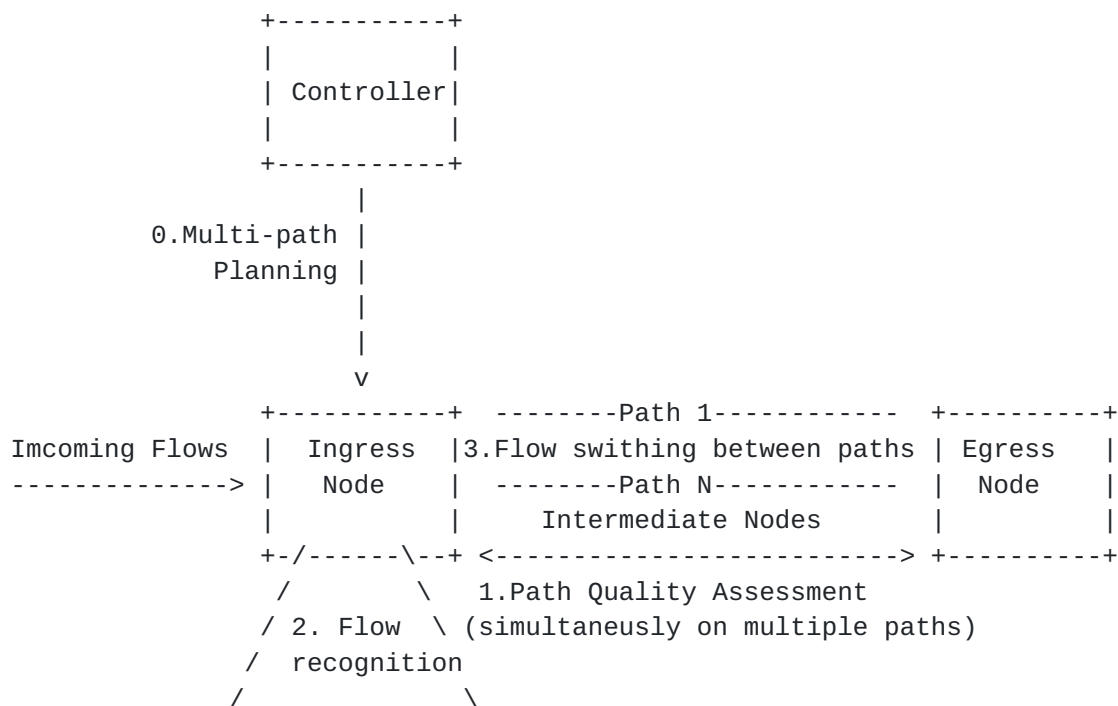 Controller
0.Multi-path
Planning
--------Path 1------------
Imcoming Flows | Ingress |3.Flow swithing between paths | Egress |
--------------> | Node | --------Path N------------ | Node |
Intermediate Nodes
1.Path Quality Assessment
2. Flow (simultaneusly on multiple paths)
recognition